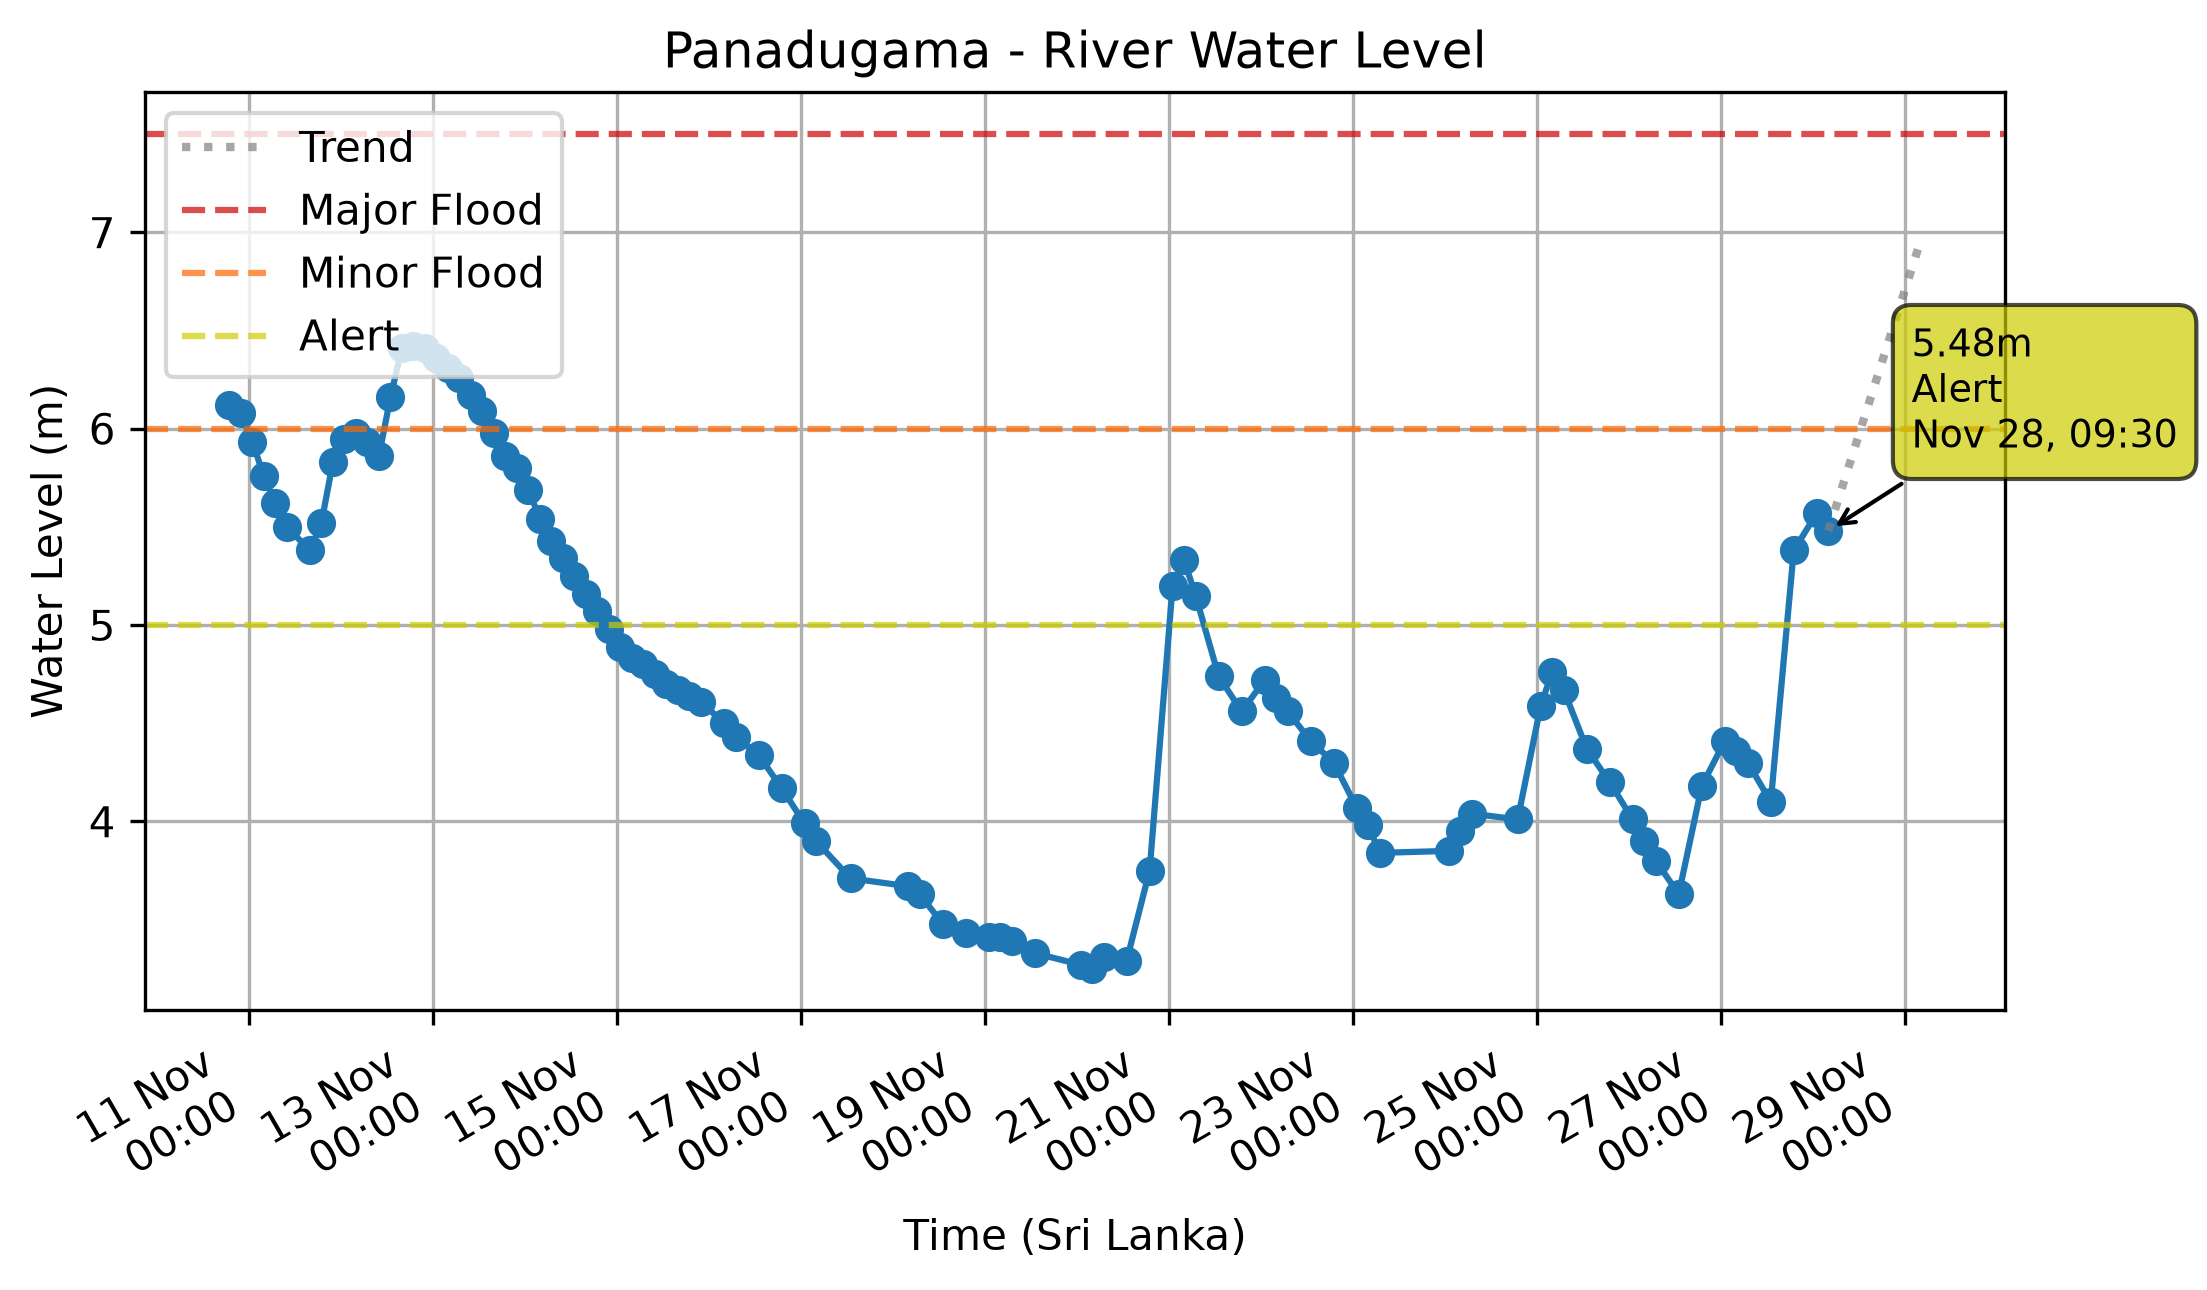 Panadugama - River Water Level
Trend
Major Flood
Minor Flood
Alert
5.48m
Alert
Nov 28, 09:30
Water Level (m)
7
6
5
4
11 Nov
00:00
13 Nov
00:00
15 Nov
00:00
17 Nov
00:00
19 Nov
00:00
21 Nov
00:00
23 Nov
00:00
25 Nov
00:00
27 Nov
00:00
29 Nov
00:00
Time (Sri Lanka)